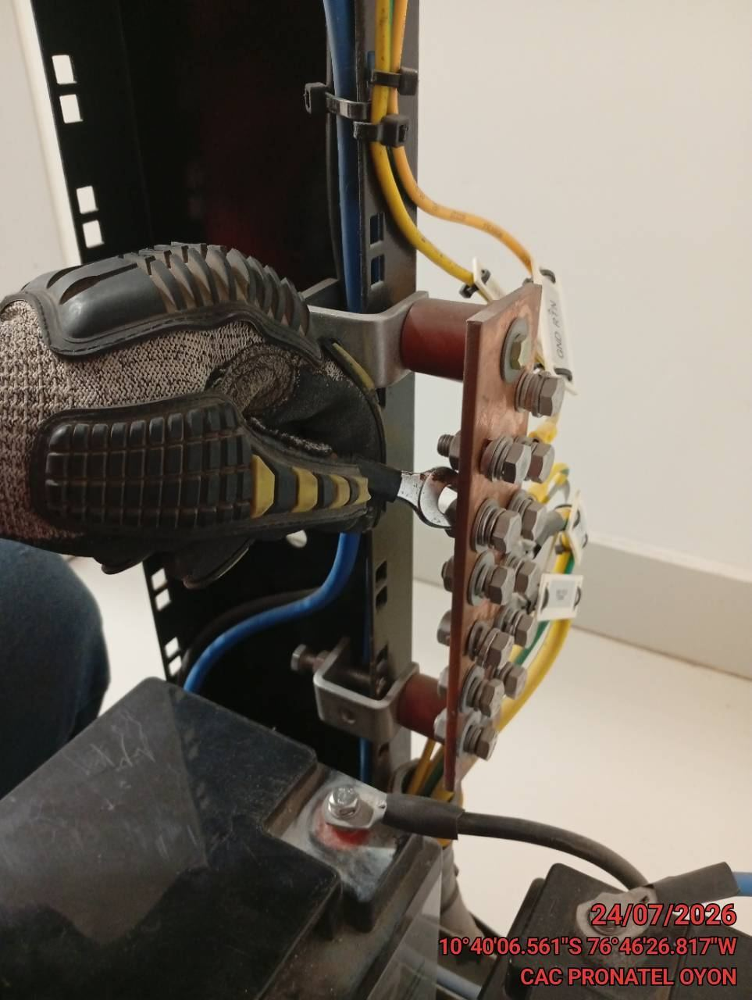 GND RTN
24/07/2026
10°40'06.561"S 76°46'26.817"W
CAC PRONATEL OYON